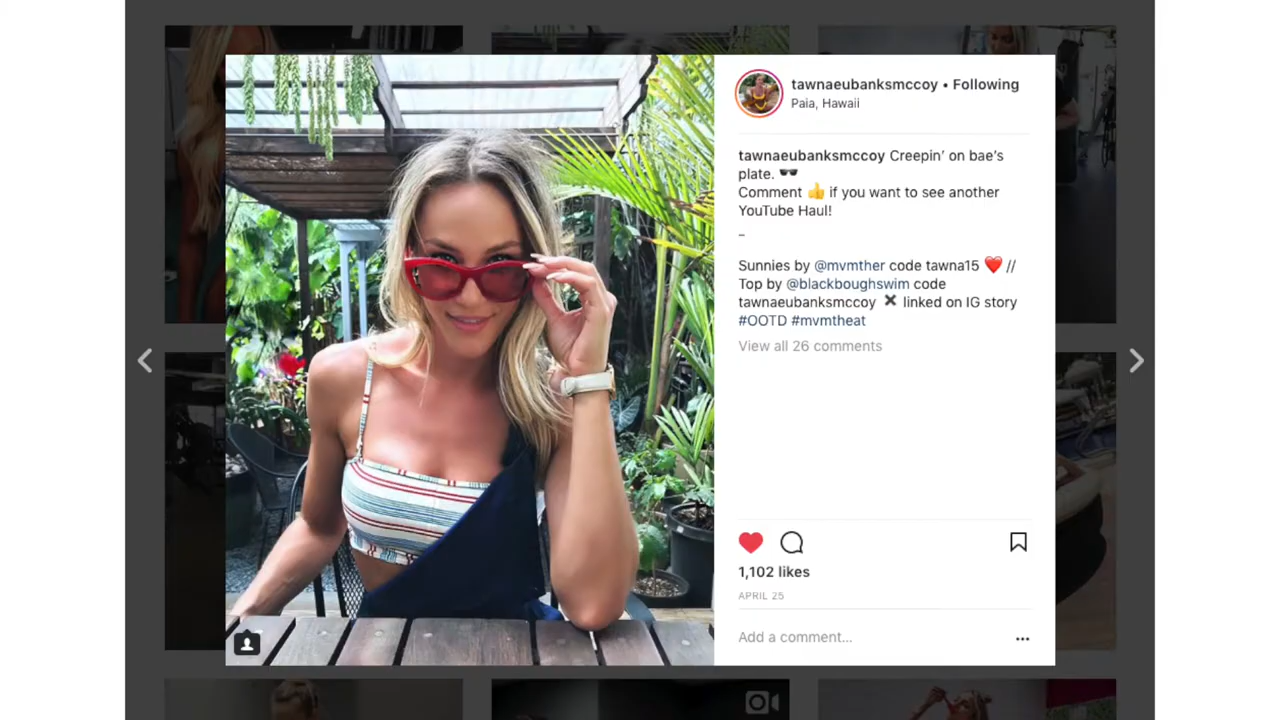 tawnaeubanksmccoy • Following
Paia, Hawaii
tawnaeubanksmccoy Creepin’ on bae’s
plate. 🕶️
Comment 👍 if you want to see another
YouTube Haul!
–
Sunnies by @mvmther code tawna15 ❤️ //
Top by @blackboughswim code
tawnaeubanksmccoy ✖️ linked on IG story
#OOTD #mvmtheat
View all 26 comments
1,102 likes
APRIL 25
Add a comment...